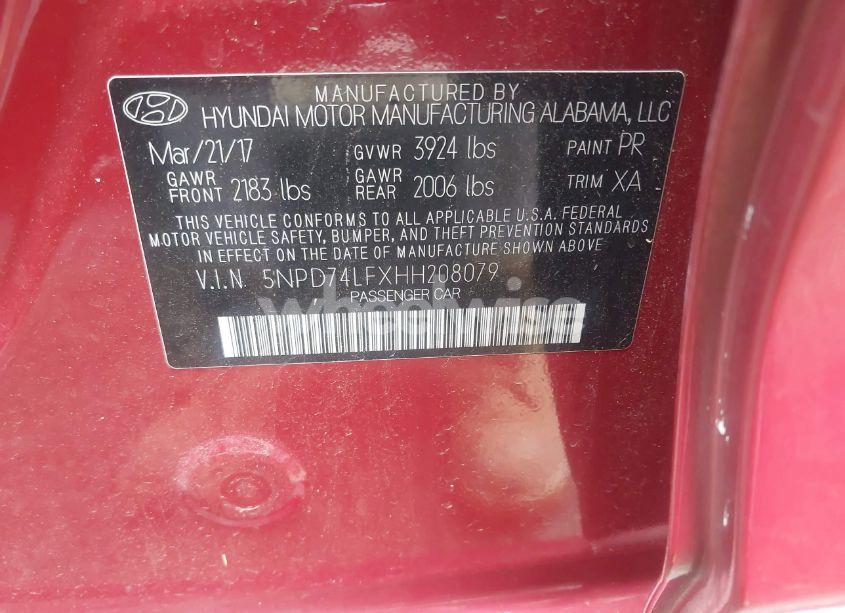 MANUFACTURED BY
HYUNDAI MOTOR MANUFACTURING ALABAMA, LLC
Mar/21/17 GVWR 3924 lbs PAINT PR
GAWR FRONT 2183 lbs GAWR REAR 2006 lbs TRIM XA
THIS VEHICLE CONFORMS TO ALL APPLICABLE U.S.A. FEDERAL
MOTOR VEHICLE SAFETY, BUMPER, AND THEFT PREVENTION STANDARDS
IN EFFECT ON THE DATE OF MANUFACTURE SHOWN ABOVE
V.I.N 5NPD74LFXHH208079
PASSENGER CAR
wheelwise